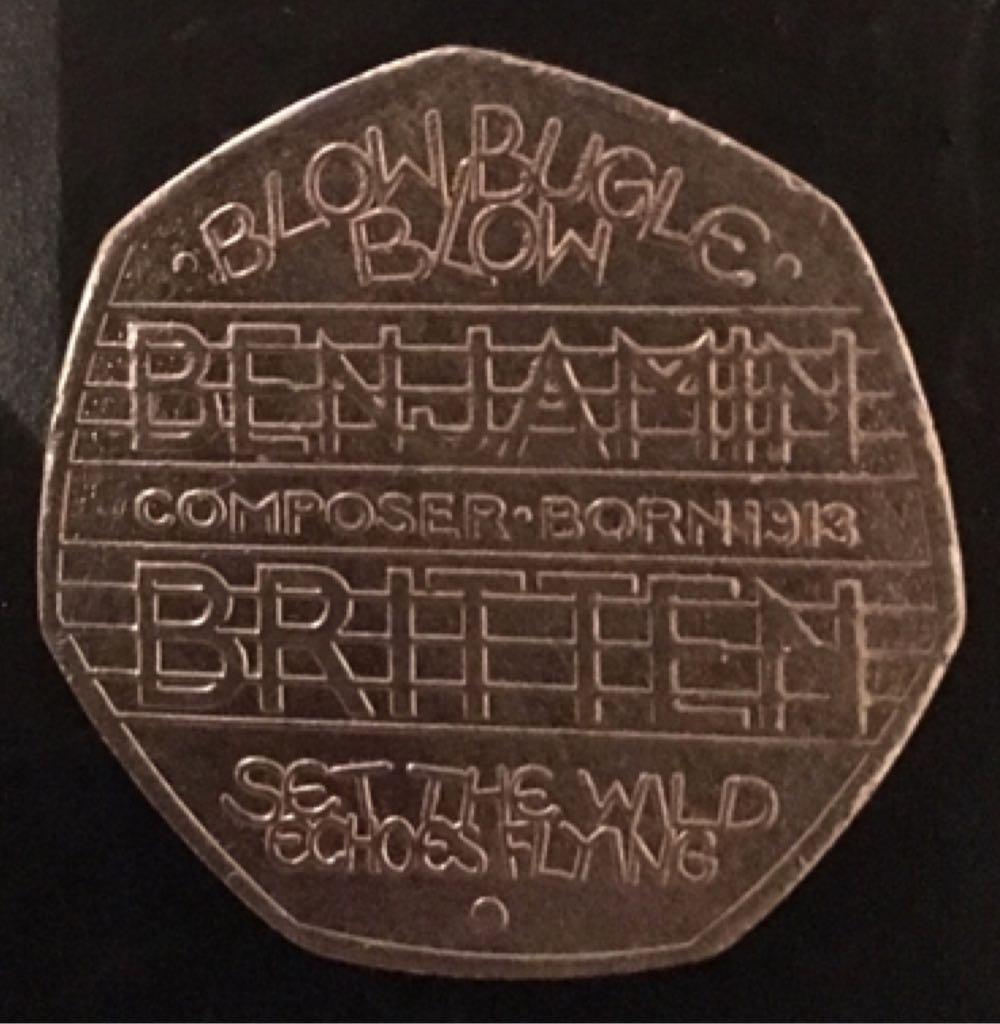 · BLOW BUGLE ·
BLOW
BENJAMIN
COMPOSER · BORN 1913
BRITTEN
SET THE WILD
ECHOES FLYING